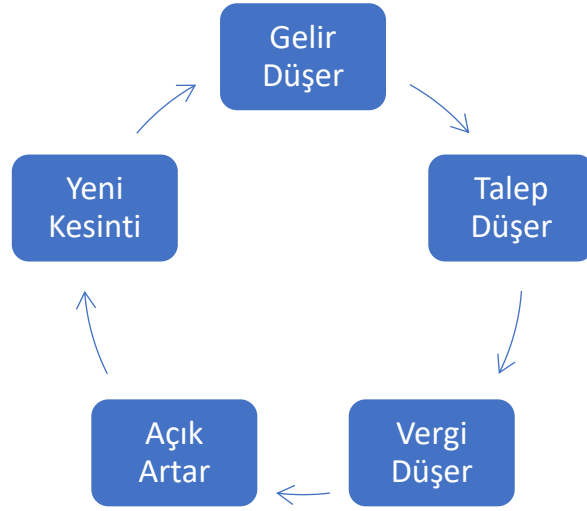 Gelir
Düşer
Talep
Düşer
Vergi
Düşer
Açık
Artar
Yeni
Kesinti